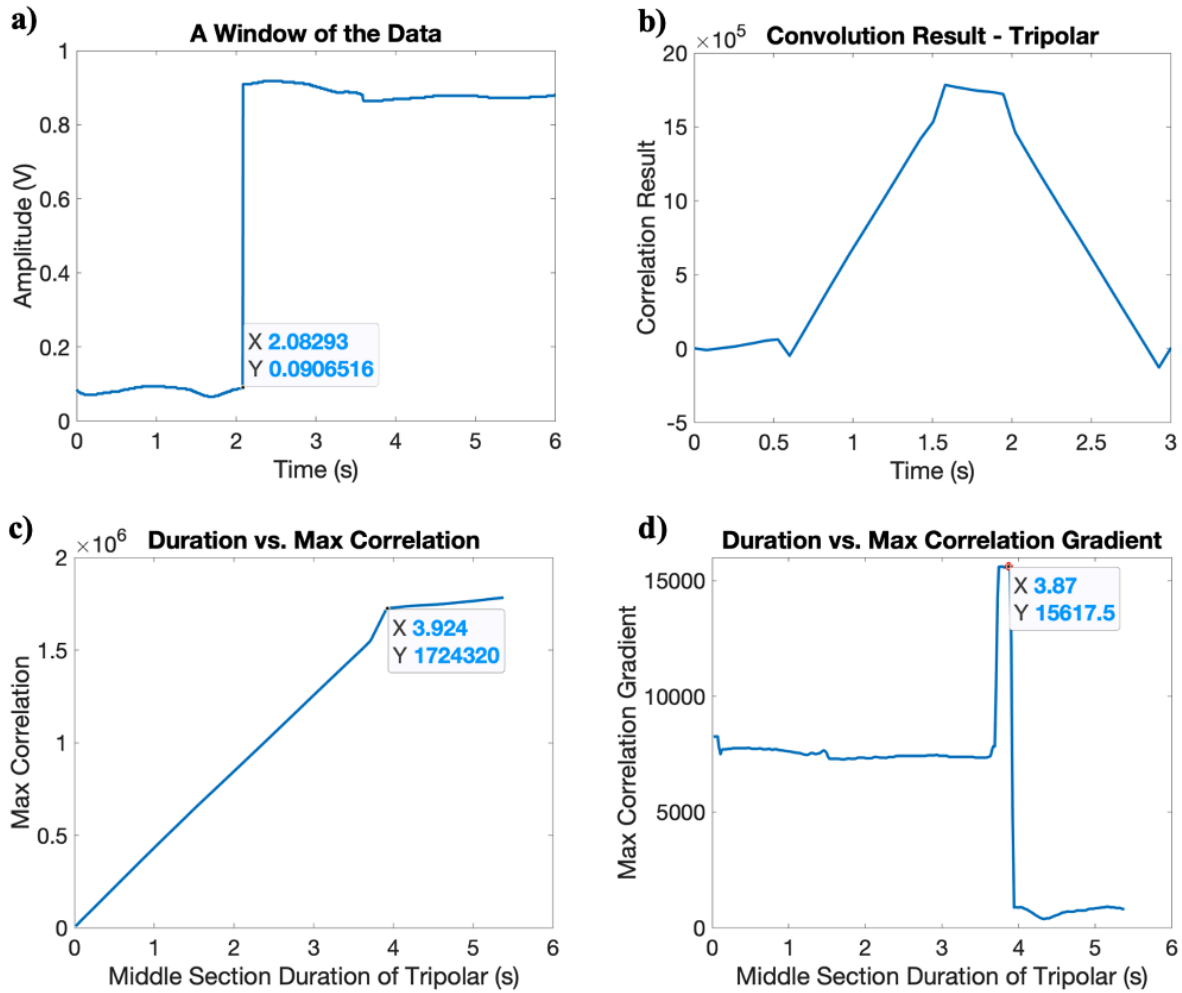 a)
A Window of the Data
1
0.8
0.6
0.4
0.2
0
Amplitude (V)
X 2.08293
Y 0.0906516
0 1 2 3 4 5 6
Time (s)
b)
×10⁵
Convolution Result - Tripolar
20
15
10
5
0
-5
Correlation Result
0 0.5 1 1.5 2 2.5 3
Time (s)
c)
×10⁶
Duration vs. Max Correlation
2
1.5
1
0.5
0
Max Correlation
X 3.924
Y 1724320
0 1 2 3 4 5 6
Middle Section Duration of Tripolar (s)
d)
Duration vs. Max Correlation Gradient
15000
10000
5000
0
Max Correlation Gradient
X 3.87
Y 15617.5
0 1 2 3 4 5 6
Middle Section Duration of Tripolar (s)